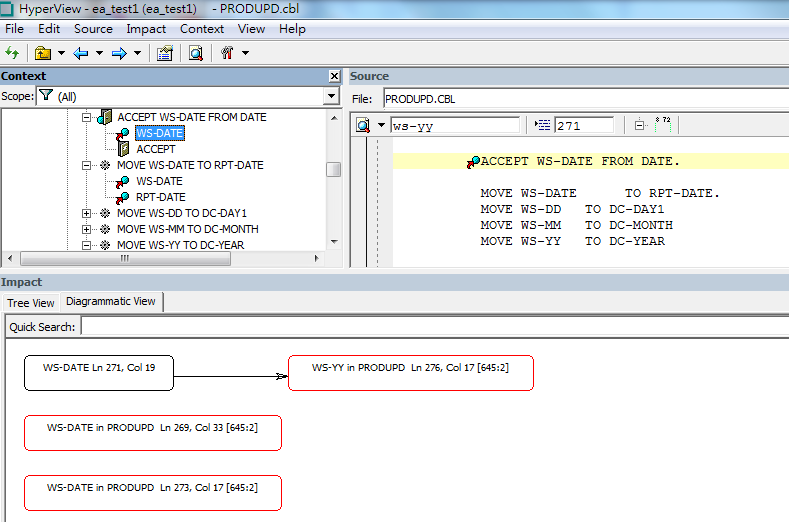 HyperView - ea_test1 (ea_test1) - PRODUPD.cbl
File Edit Source Impact Context View Help
Context
Scope: (All)
ACCEPT WS-DATE FROM DATE
WS-DATE
ACCEPT
MOVE WS-DATE TO RPT-DATE
WS-DATE
RPT-DATE
MOVE WS-DD TO DC-DAY1
MOVE WS-MM TO DC-MONTH
MOVE WS-YY TO DC-YEAR
Source
File: PRODUPD.CBL
ws-yy 271 8 72
ACCEPT WS-DATE FROM DATE.
MOVE WS-DATE TO RPT-DATE.
MOVE WS-DD TO DC-DAY1
MOVE WS-MM TO DC-MONTH
MOVE WS-YY TO DC-YEAR
Impact
Tree View Diagrammatic View
Quick Search:
WS-DATE Ln 271, Col 19
WS-YY in PRODUPD Ln 276, Col 17 [645:2]
WS-DATE in PRODUPD Ln 269, Col 33 [645:2]
WS-DATE in PRODUPD Ln 273, Col 17 [645:2]